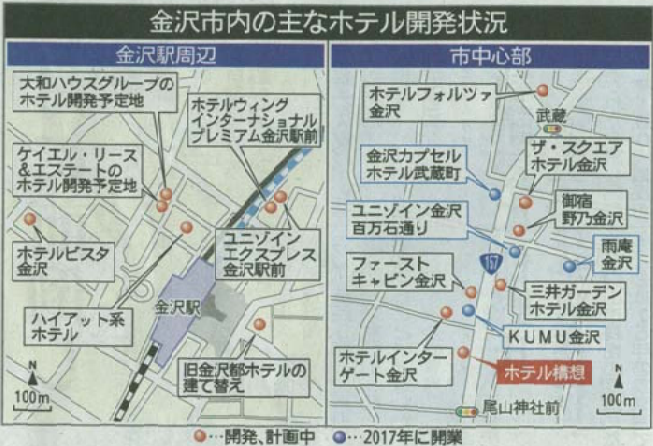 金沢市内の主なホテル開発状況
金沢駅周辺
大和ハウスグループの
ホテル開発予定地
ホテルウィング
インターナショナル
プレミアム金沢駅前
ケイエル・リース
&エステートの
ホテル開発予定地
ホテルビスタ
金沢
ユニゾイン
エクスプレス
金沢駅前
金沢駅
ハイアット系
ホテル
旧金沢都ホテルの
建て替え
N
100m
市中心部
ホテルフォルツァ
金沢
武蔵
ザ・スクエア
ホテル金沢
金沢カプセル
ホテル武蔵町
御宿
野乃金沢
ユニゾイン金沢
百万石通り
雨庵
金沢
157
ファースト
キャビン金沢
三井ガーデン
ホテル金沢
KUMU金沢
ホテルインター
ゲート金沢
ホテル構想
尾山神社前
N
100m
●…開発、計画中 ●…2017年に開業